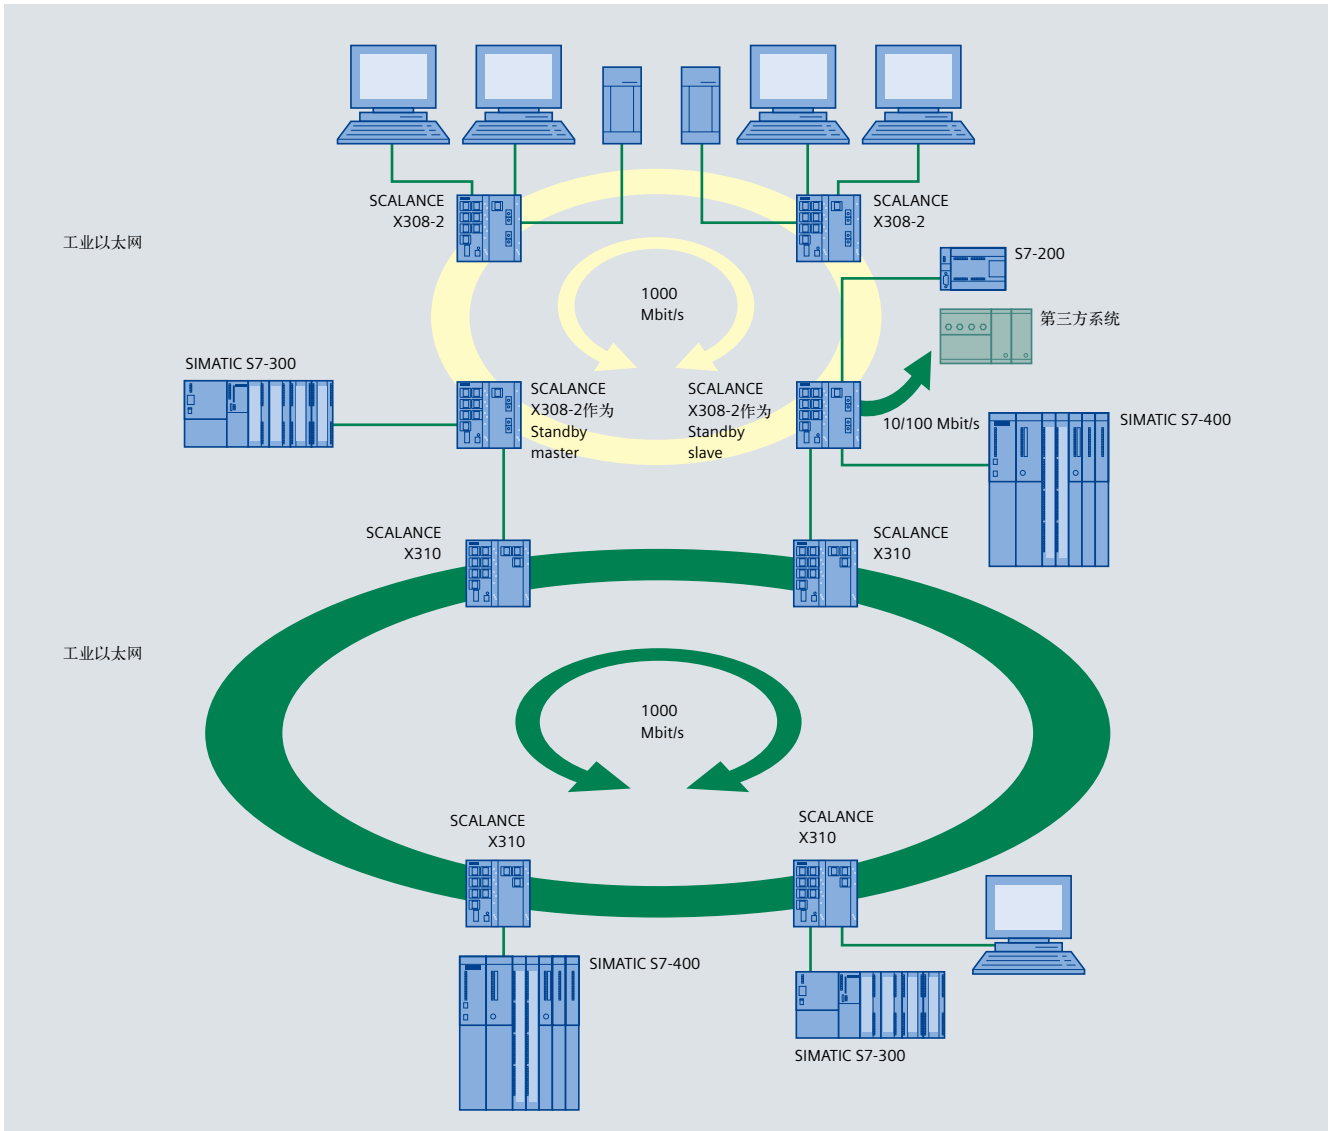 SCALANCE
X308-2
SCALANCE
X308-2
工业以太网
S7-200
1000
Mbit/s
第三方系统
SIMATIC S7-300
SCALANCE
X308-2作为
Standby
master
SCALANCE
X308-2作为
Standby
slave
10/100 Mbit/s
SIMATIC S7-400
SCALANCE
X310
SCALANCE
X310
工业以太网
1000
Mbit/s
SCALANCE
X310
SCALANCE
X310
SIMATIC S7-400
SIMATIC S7-300